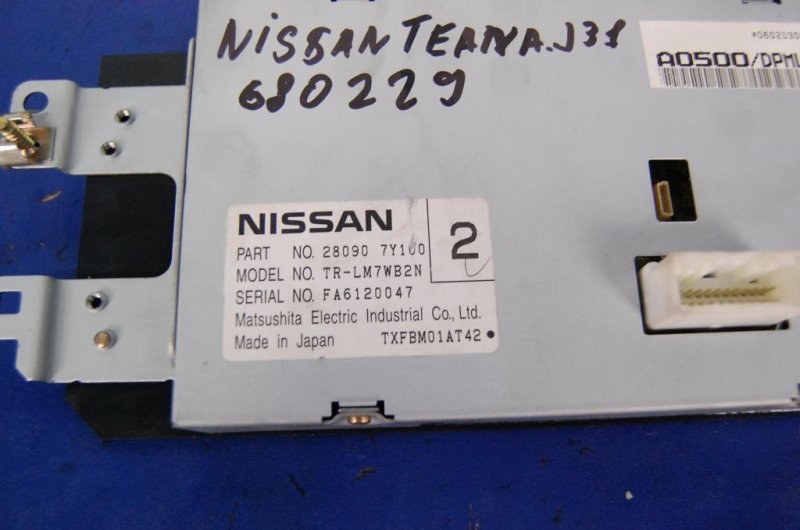 NISSAN TEANA.J31
680229
*0602030
A0500/DPML
NISSAN
2
PART NO. 28090 7Y100
MODEL NO. TR-LM7WB2N
SERIAL NO. FA6120047
Matsushita Electric Industrial Co., Ltd.
Made in Japan TXFBM01AT42